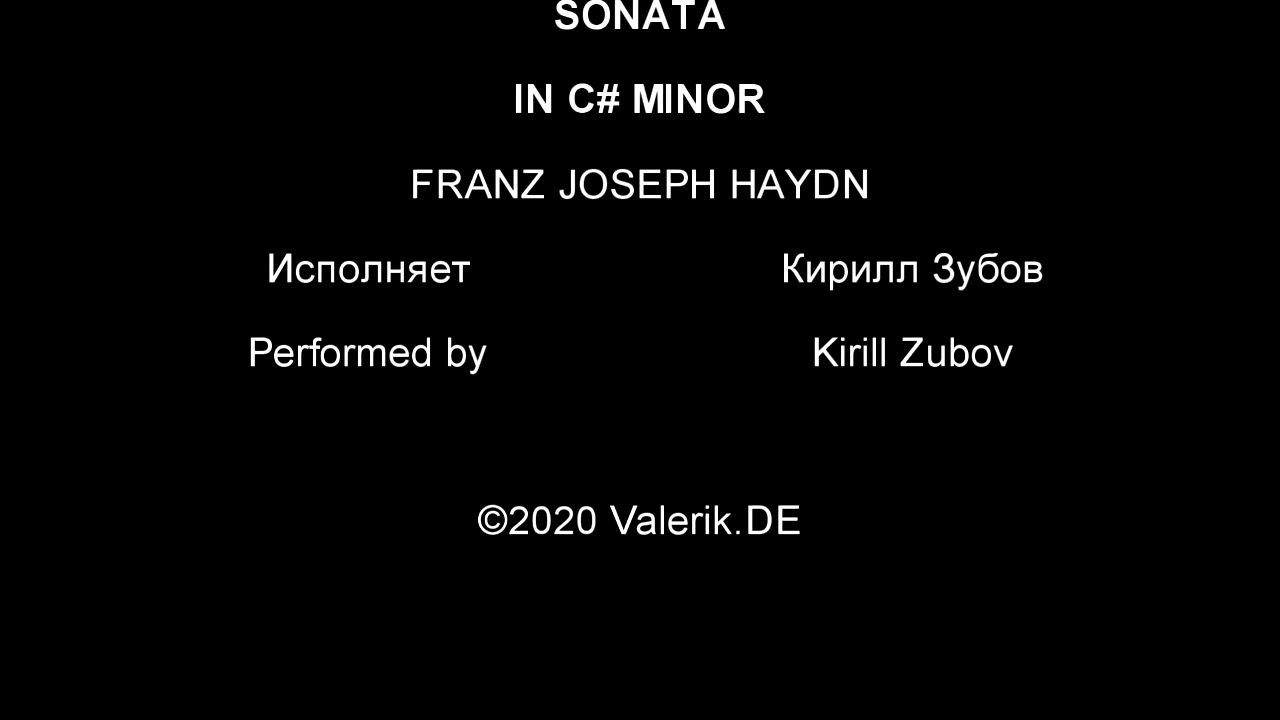 SONATA
IN C# MINOR
FRANZ JOSEPH HAYDN
Исполняет Кирилл Зубов
Performed by Kirill Zubov
©2020 Valerik.DE